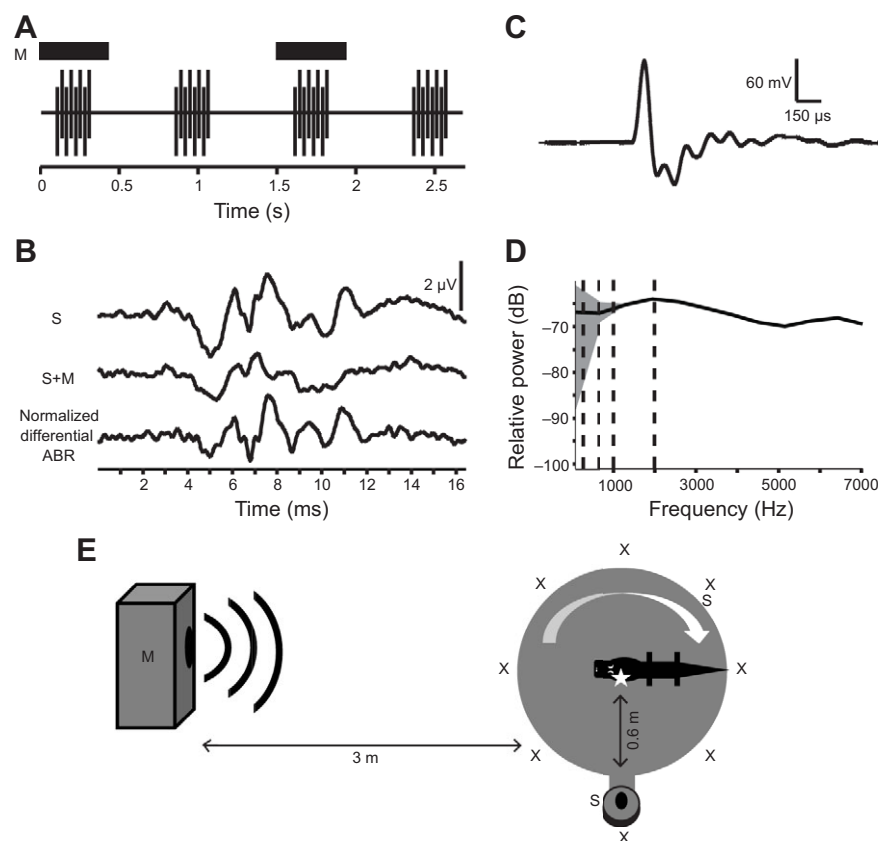 A
M
0
0.5
1
1.5
2
2.5
Time (s)
B
2 µV
S
S+M
Normalized
differential
ABR
2
4
6
8
10
12
14
16
Time (ms)
C
60 mV
150 µs
D
Relative power (dB)
–70
–80
–90
–100
1000
3000
5000
7000
Frequency (Hz)
E
M
3 m
X
X
X
S
X
X
0.6 m
X
X
S
X